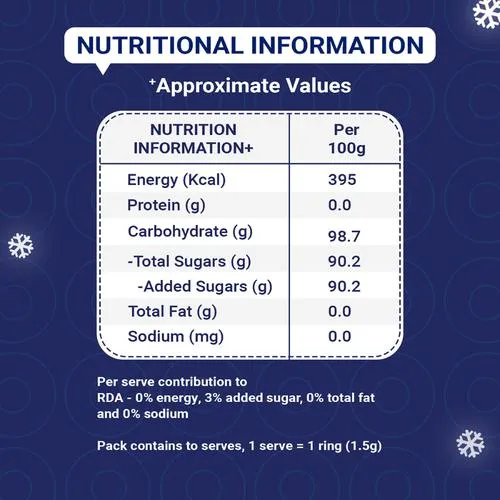 NUTRITIONAL INFORMATION
+Approximate Values
NUTRITION INFORMATION+ Per 100g
Energy (Kcal) 395
Protein (g) 0.0
Carbohydrate (g) 98.7
-Total Sugars (g) 90.2
-Added Sugars (g) 90.2
Total Fat (g) 0.0
Sodium (mg) 0.0
Per serve contribution to
RDA - 0% energy, 3% added sugar, 0% total fat
and 0% sodium
Pack contains to serves, 1 serve = 1 ring (1.5g)